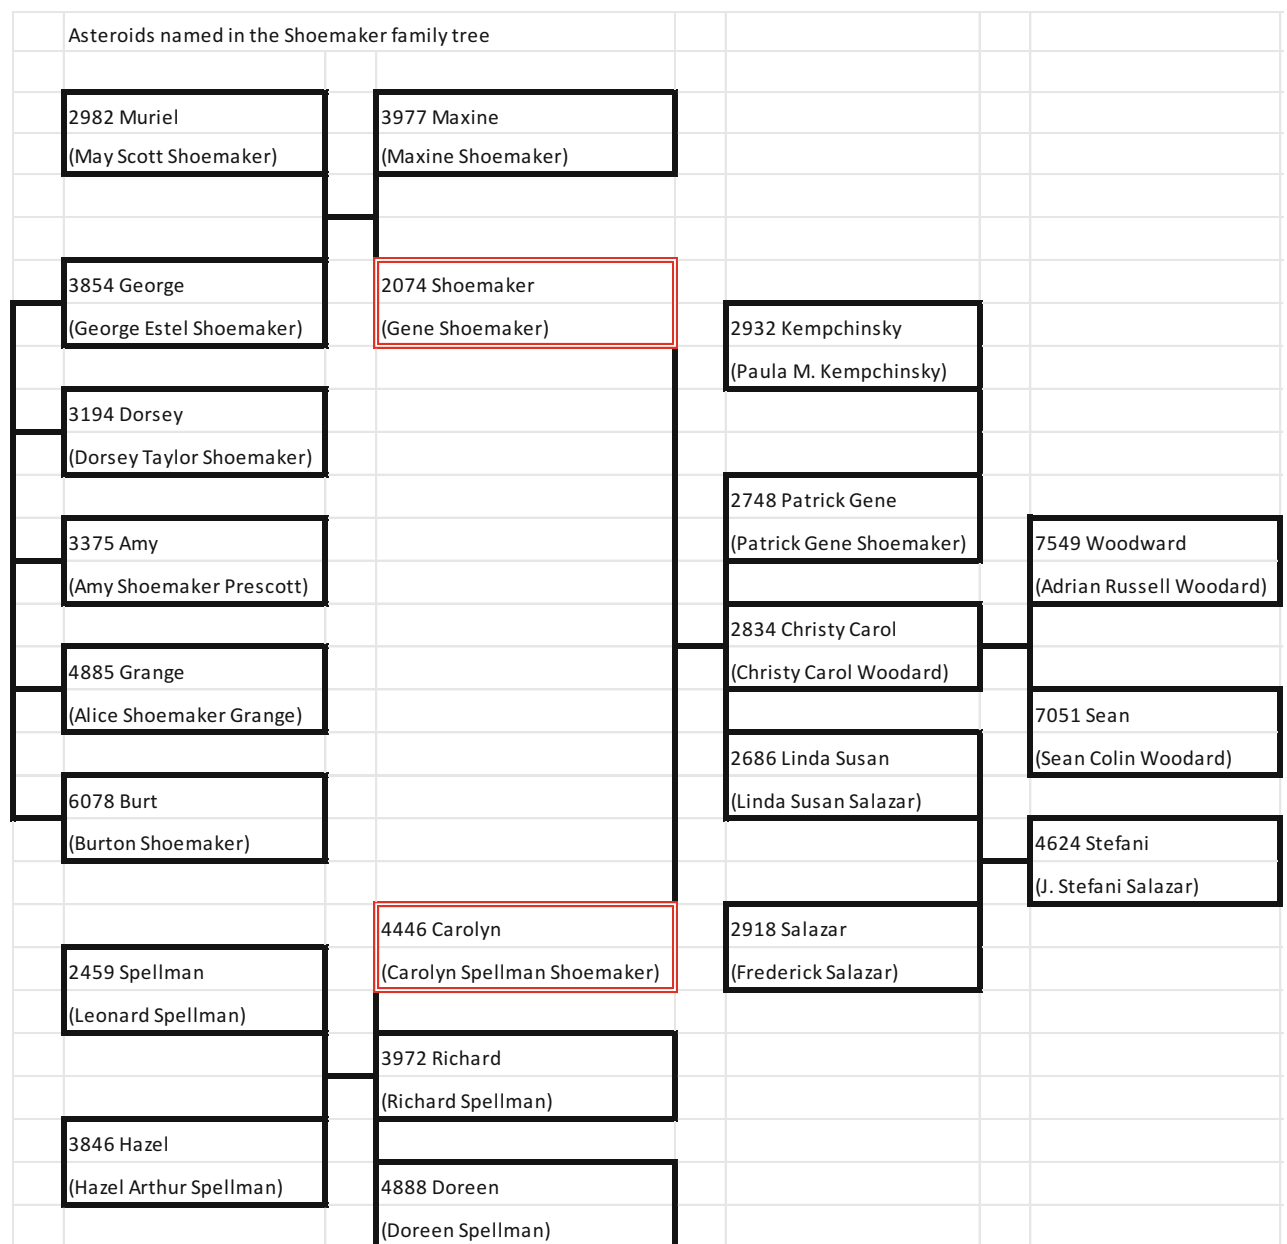 Asteroids named in the Shoemaker family tree
2982 Muriel
(May Scott Shoemaker)
3977 Maxine
(Maxine Shoemaker)
3854 George
(George Estel Shoemaker)
2074 Shoemaker
(Gene Shoemaker)
2932 Kempchinsky
(Paula M. Kempchinsky)
3194 Dorsey
(Dorsey Taylor Shoemaker)
2748 Patrick Gene
(Patrick Gene Shoemaker)
3375 Amy
(Amy Shoemaker Prescott)
7549 Woodward
(Adrian Russell Woodard)
2834 Christy Carol
(Christy Carol Woodard)
4885 Grange
(Alice Shoemaker Grange)
7051 Sean
(Sean Colin Woodard)
2686 Linda Susan
(Linda Susan Salazar)
6078 Burt
(Burton Shoemaker)
4624 Stefani
(J. Stefani Salazar)
4446 Carolyn
(Carolyn Spellman Shoemaker)
2918 Salazar
(Frederick Salazar)
2459 Spellman
(Leonard Spellman)
3972 Richard
(Richard Spellman)
3846 Hazel
(Hazel Arthur Spellman)
4888 Doreen
(Doreen Spellman)